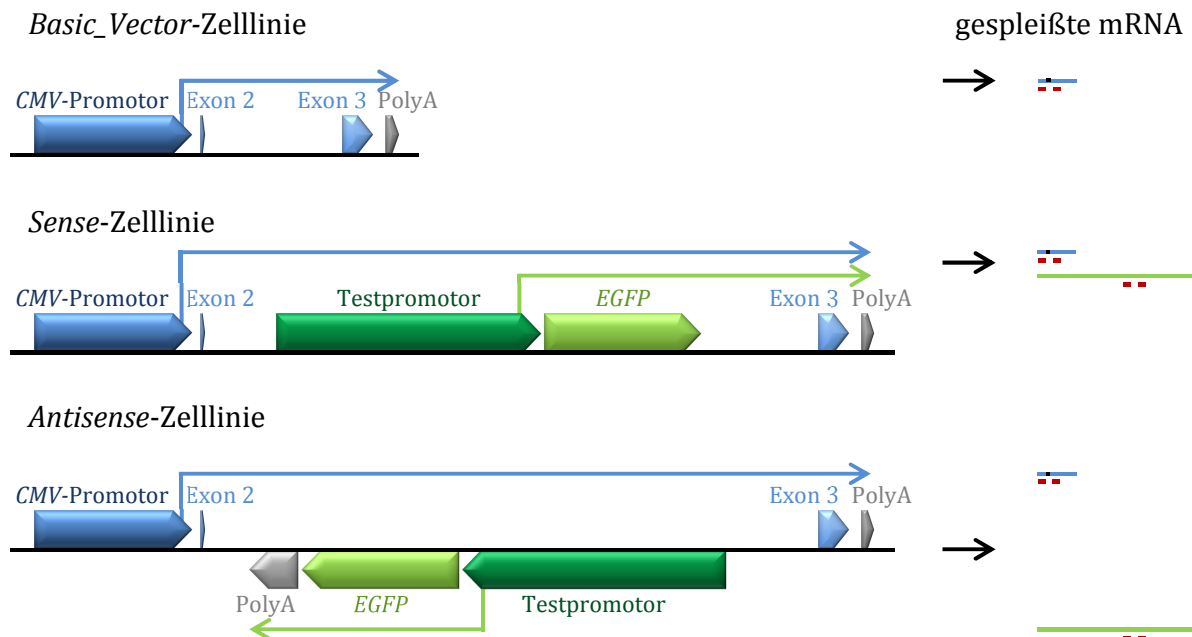 Basic_Vector-Zelllinie
gespleißte mRNA
CMV-Promotor
Exon 2
Exon 3
PolyA
Sense-Zelllinie
CMV-Promotor
Exon 2
Testpromotor
EGFP
Exon 3
PolyA
Antisense-Zelllinie
CMV-Promotor
Exon 2
Exon 3
PolyA
PolyA
EGFP
Testpromotor